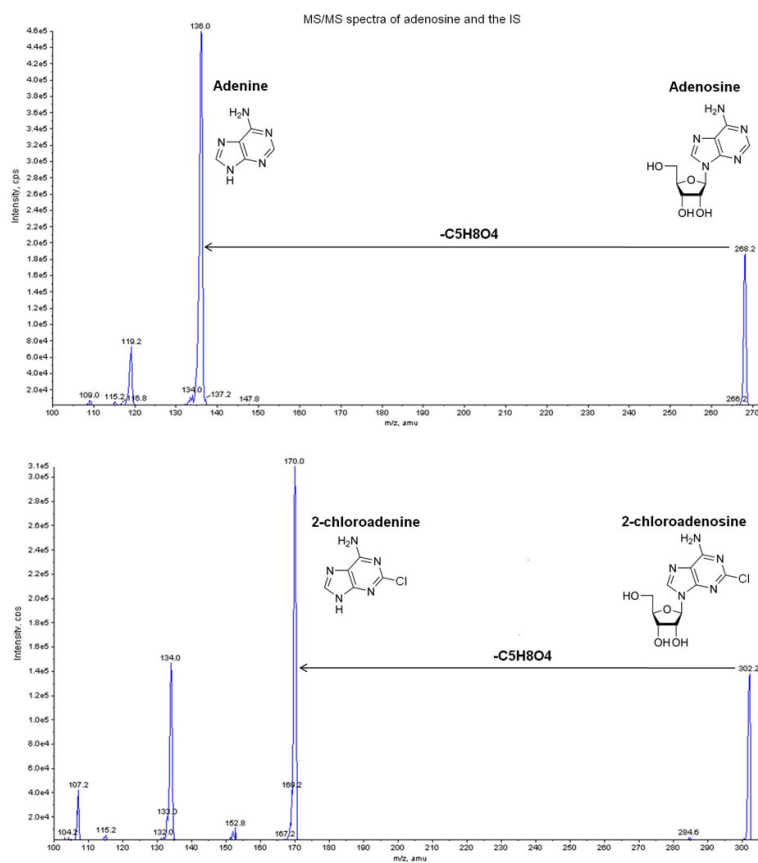 MS/MS spectra of adenosine and the IS
136.0
4.6e5
4.4e5
4.2e5
4.0e5
3.8e5
3.6e5
3.4e5
3.2e5
3.0e5
2.8e5
2.6e5
2.4e5
2.2e5
2.0e5
1.8e5
1.6e5
1.4e5
1.2e5
1.0e5
8.0e4
6.0e4
4.0e4
2.0e4
Intensity, cps
Adenine
NH2
N
N
N
N
H
Adenosine
NH2
N
N
N
N
HO
O
OHOH
-C5H8O4
268.2
119.2
109.0
115.2
116.8
134.0
137.2
147.8
266.2
100 110 120 130 140 150 160 170 180 190 200 210 220 230 240 250 260 270
m/z, amu
170.0
3.1e5
3.0e5
2.8e5
2.6e5
2.4e5
2.2e5
2.0e5
1.8e5
1.6e5
1.4e5
1.2e5
1.0e5
8.0e4
6.0e4
4.0e4
2.0e4
Intensity, cps
2-chloroadenine
H2N
N
N
N
N
H
Cl
2-chloroadenosine
H2N
N
N
N
N
Cl
HO
O
OHOH
-C5H8O4
302.2
134.0
107.2
104.2
115.2
133.0
132.0
152.8
169.2
167.2
284.6
100 110 120 130 140 150 160 170 180 190 200 210 220 230 240 250 260 270 280 290 300
m/z, amu